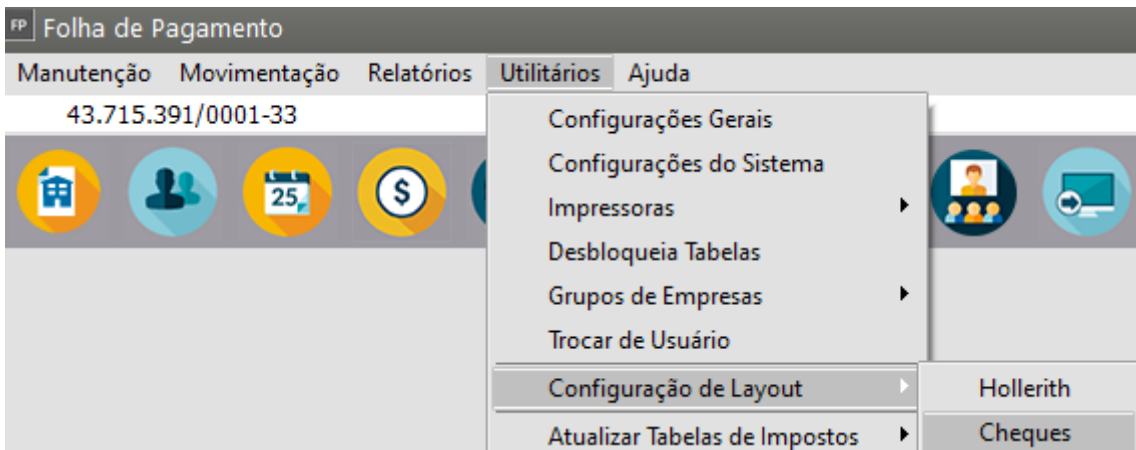 FP Folha de Pagamento
Manutenção Movimentação Relatórios Utilitários Ajuda
43.715.391/0001-33
25
$
Configurações Gerais
Configurações do Sistema
Impressoras
Desbloqueia Tabelas
Grupos de Empresas
Trocar de Usuário
Configuração de Layout
Hollerith
Atualizar Tabelas de Impostos
Cheques